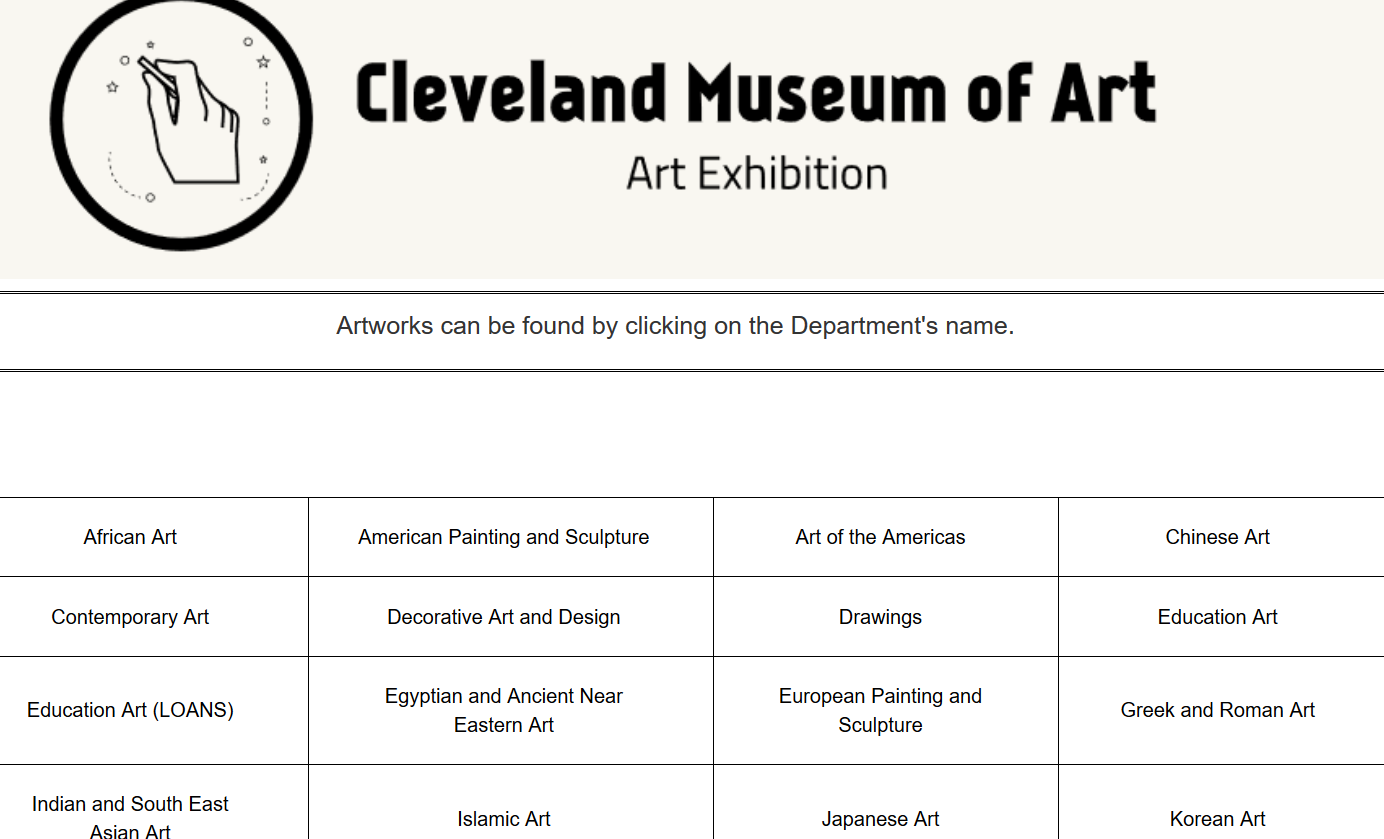 Cleveland Museum of Art
Art Exhibition
Artworks can be found by clicking on the Department's name.
African Art
American Painting and Sculpture
Art of the Americas
Chinese Art
Contemporary Art
Decorative Art and Design
Drawings
Education Art
Education Art (LOANS)
Egyptian and Ancient Near
Eastern Art
European Painting and
Sculpture
Greek and Roman Art
Indian and South East
Asian Art
Islamic Art
Japanese Art
Korean Art